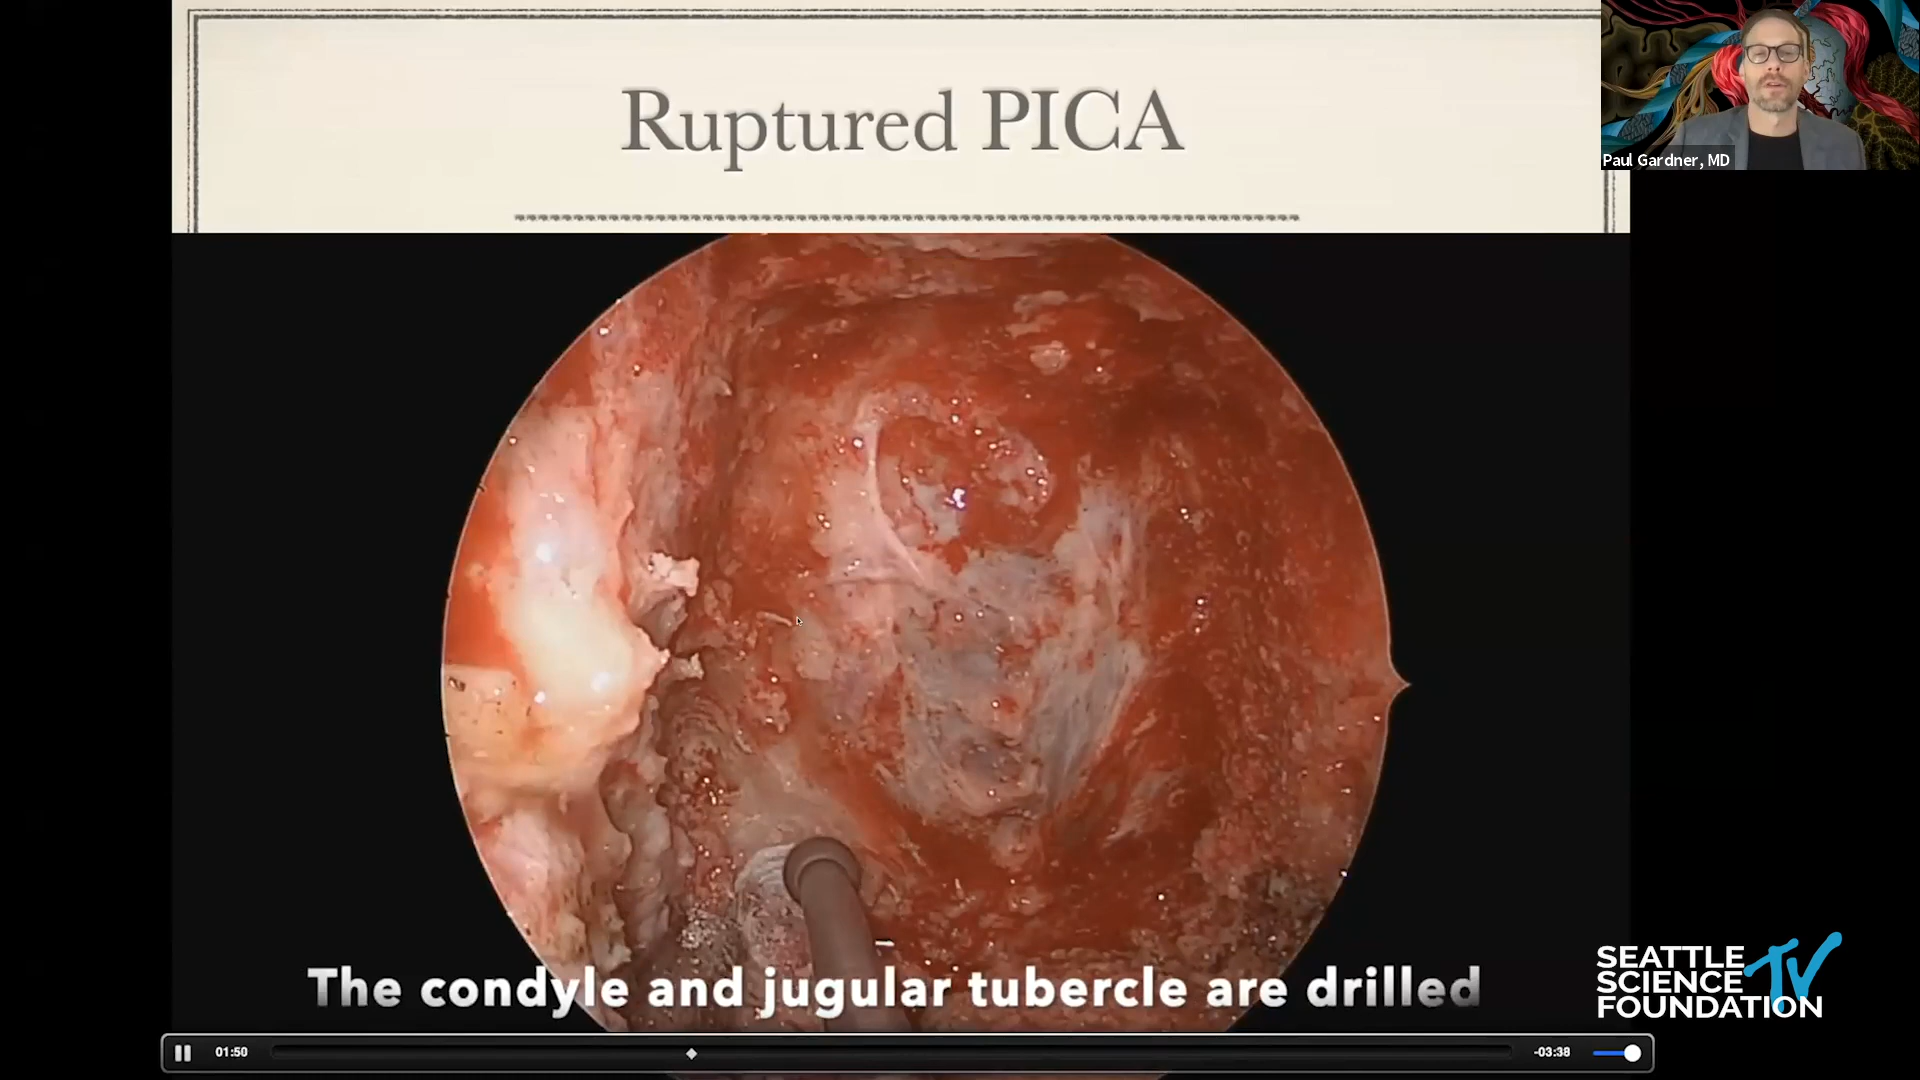 Ruptured PICA
Paul Gardner, MD
The condyle and jugular tubercle are drilled
SEATTLE
SCIENCE
FOUNDATION
TV
01:50
-03:38